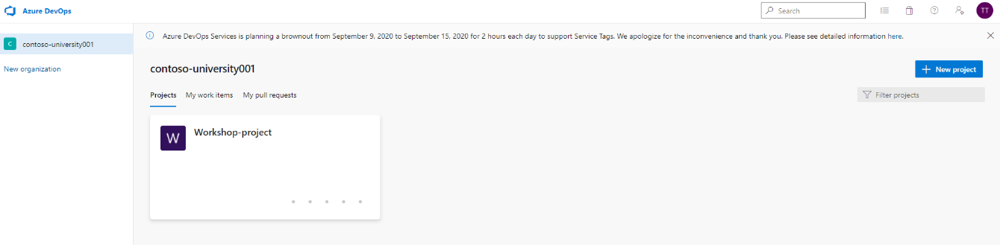 Azure DevOps
Search
TT
C contoso-university001
New organization
Azure DevOps Services is planning a brownout from September 9, 2020 to September 15, 2020 for 2 hours each day to support Service Tags. We apologize for the inconvenience and thank you. Please see detailed information here.
contoso-university001
New project
Projects My work items My pull requests
Filter projects
W Workshop-project